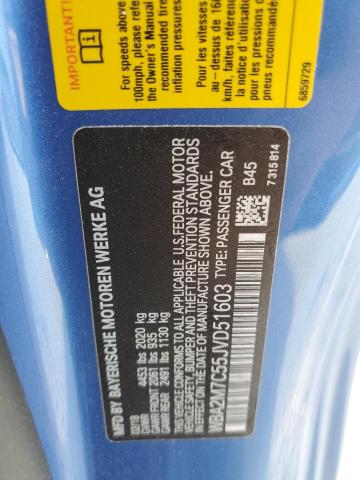 IMPORTANT!
For speeds above
100mph, please
the Owner's Manual
recommended tire
inflation pressures
Pour les vitesses
au-dessus de 16
km/h, faites référence
la notice d'utilisation
les pressions de
pneus recommandées
6859729
MFD BY BAYERISCHE MOTOREN WERKE AG
02/18
GVWR 4453 lbs 2020 kg
GAWR FRONT 2061 lbs 935 kg
GAWR REAR 2491 lbs 1130 kg
THIS VEHICLE CONFORMS TO ALL APPLICABLE U.S.FEDERAL MOTOR
VEHICLE SAFETY, BUMPER AND THEFT PREVENTION STANDARDS
IN EFFECT ON THE DATE OF MANUFACTURE SHOWN ABOVE.
WBA2M7C55JVD51603 TYPE: PASSENGER CAR
B45
7 315 814